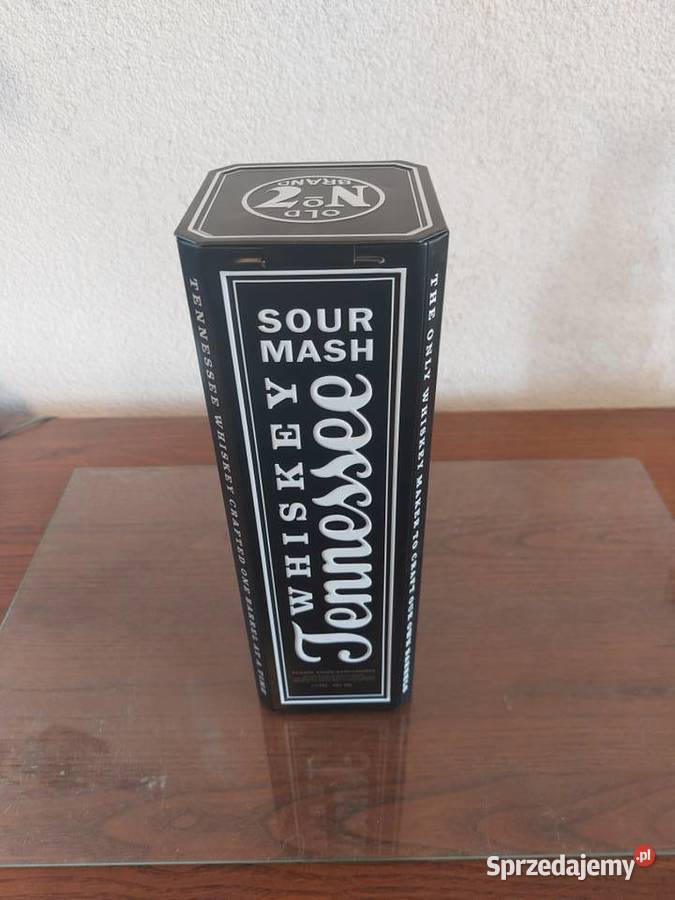 OLD
No 7
BRAND
SOUR
MASH
WHISKEY
Tennessee
TENNESSEE WHISKEY CRAFTED ONE BARREL AT A TIME
THE ONLY WHISKEY MAKER TO CRAFT OUR OWN BARRELS
Sprzedajemy.pl